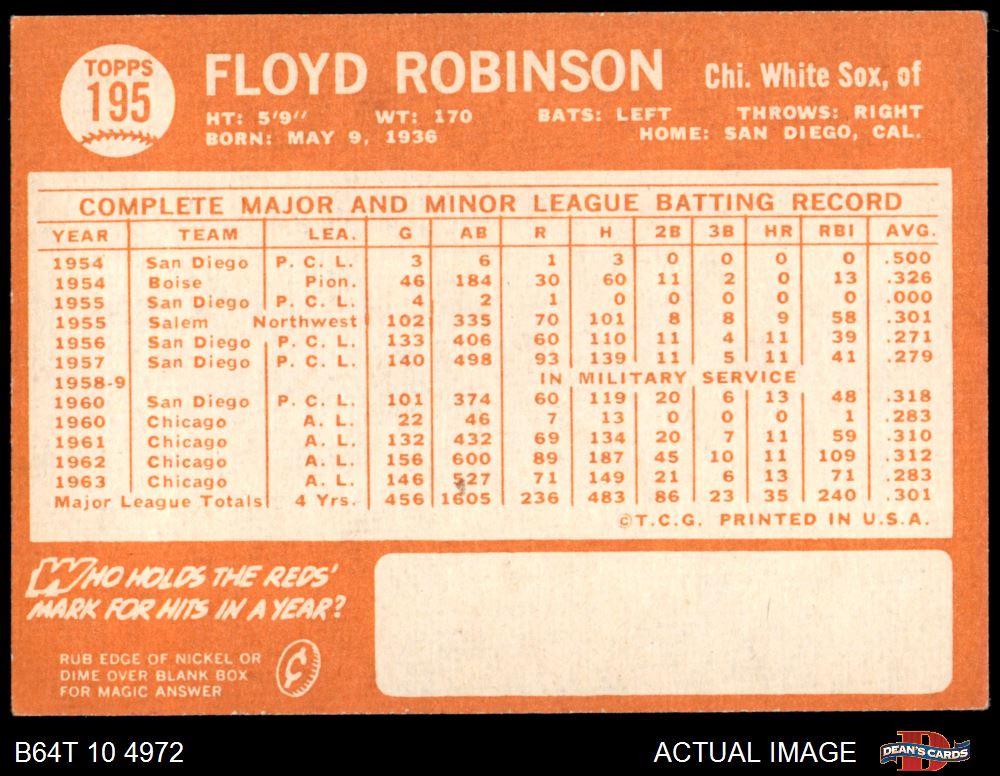 TOPPS
195
FLOYD ROBINSON Chi. White Sox, of
HT: 5'9" WT: 170 BATS: LEFT THROWS: RIGHT
BORN: MAY 9, 1936 HOME: SAN DIEGO, CAL.
COMPLETE MAJOR AND MINOR LEAGUE BATTING RECORD
YEAR TEAM LEA. G AB R H 2B 3B HR RBI AVG.
1954 San Diego P. C. L. 3 6 1 3 0 0 0 0 .500
1954 Boise Pion. 46 184 30 60 11 2 0 13 .326
1955 San Diego P. C. L. 4 2 1 0 0 0 0 0 .000
1955 Salem Northwest 102 335 70 101 8 8 9 58 .301
1956 San Diego P. C. L. 133 406 60 110 11 4 11 39 .271
1957 San Diego P. C. L. 140 498 93 139 11 5 11 41 .279
1958-9 IN MILITARY SERVICE
1960 San Diego P. C. L. 101 374 60 119 20 6 13 48 .318
1960 Chicago A. L. 22 46 7 13 0 0 0 1 .283
1961 Chicago A. L. 132 432 69 134 20 7 11 59 .310
1962 Chicago A. L. 156 600 89 187 45 10 11 109 .312
1963 Chicago A. L. 146 527 71 149 21 6 13 71 .283
Major League Totals 4 Yrs. 456 1605 236 483 86 23 35 240 .301
©T.C.G. PRINTED IN U.S.A.
WHO HOLDS THE REDS'
MARK FOR HITS IN A YEAR?
RUB EDGE OF NICKEL OR
DIME OVER BLANK BOX
FOR MAGIC ANSWER
B64T 10 4972 ACTUAL IMAGE DEAN'S CARDS